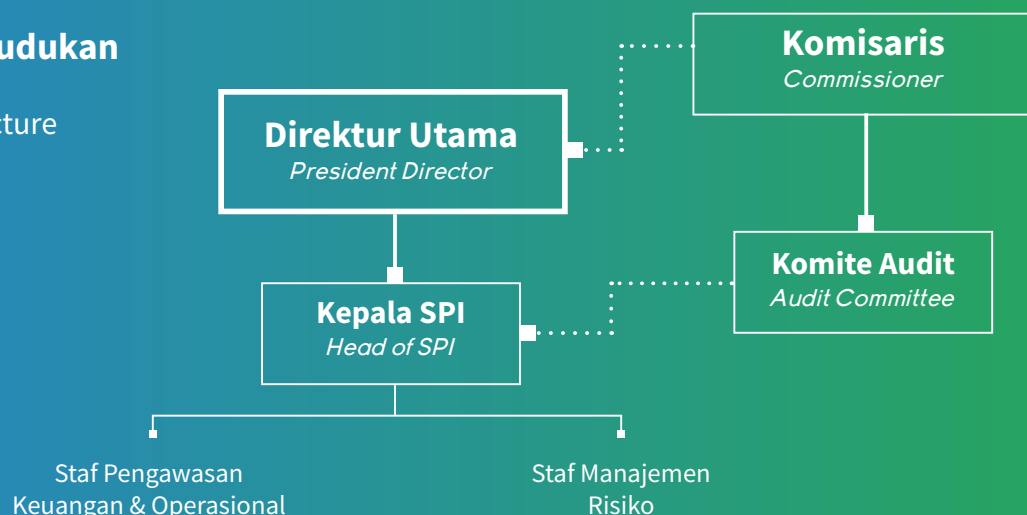 udukan
cture
Komisaris
Commissioner
Direktur Utama
President Director
Komite Audit
Audit Committee
Kepala SPI
Head of SPI
Staf Pengawasan
Keuangan & Operasional
Staf Manajemen
Risiko